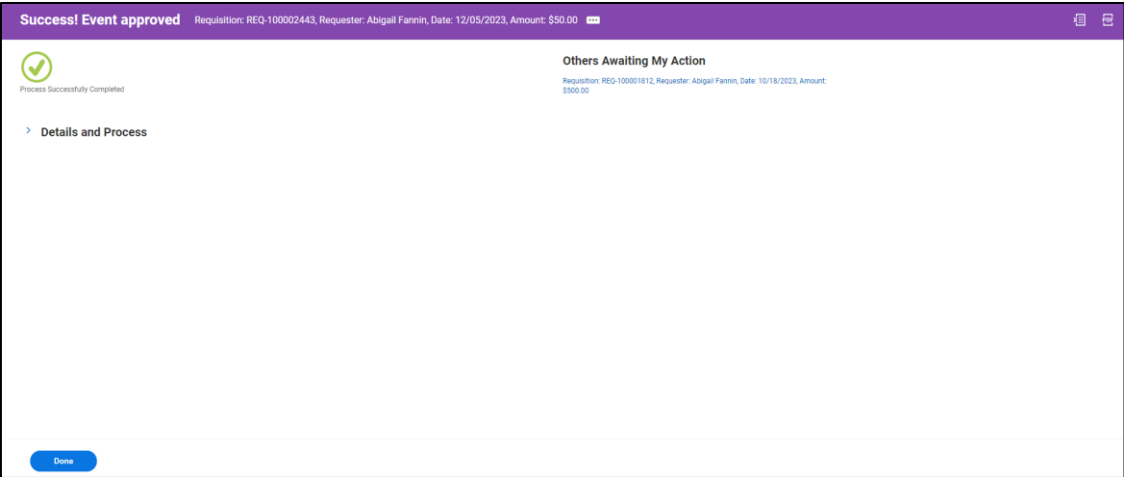 Success! Event approved Requisition: REQ-100002443, Requester: Abigail Fannin, Date: 12/05/2023, Amount: $50.00
Process Successfully Completed
Details and Process
Others Awaiting My Action
Requisition: REQ-100001812, Requester: Abigail Fannin, Date: 10/18/2023, Amount:
$500.00
Done